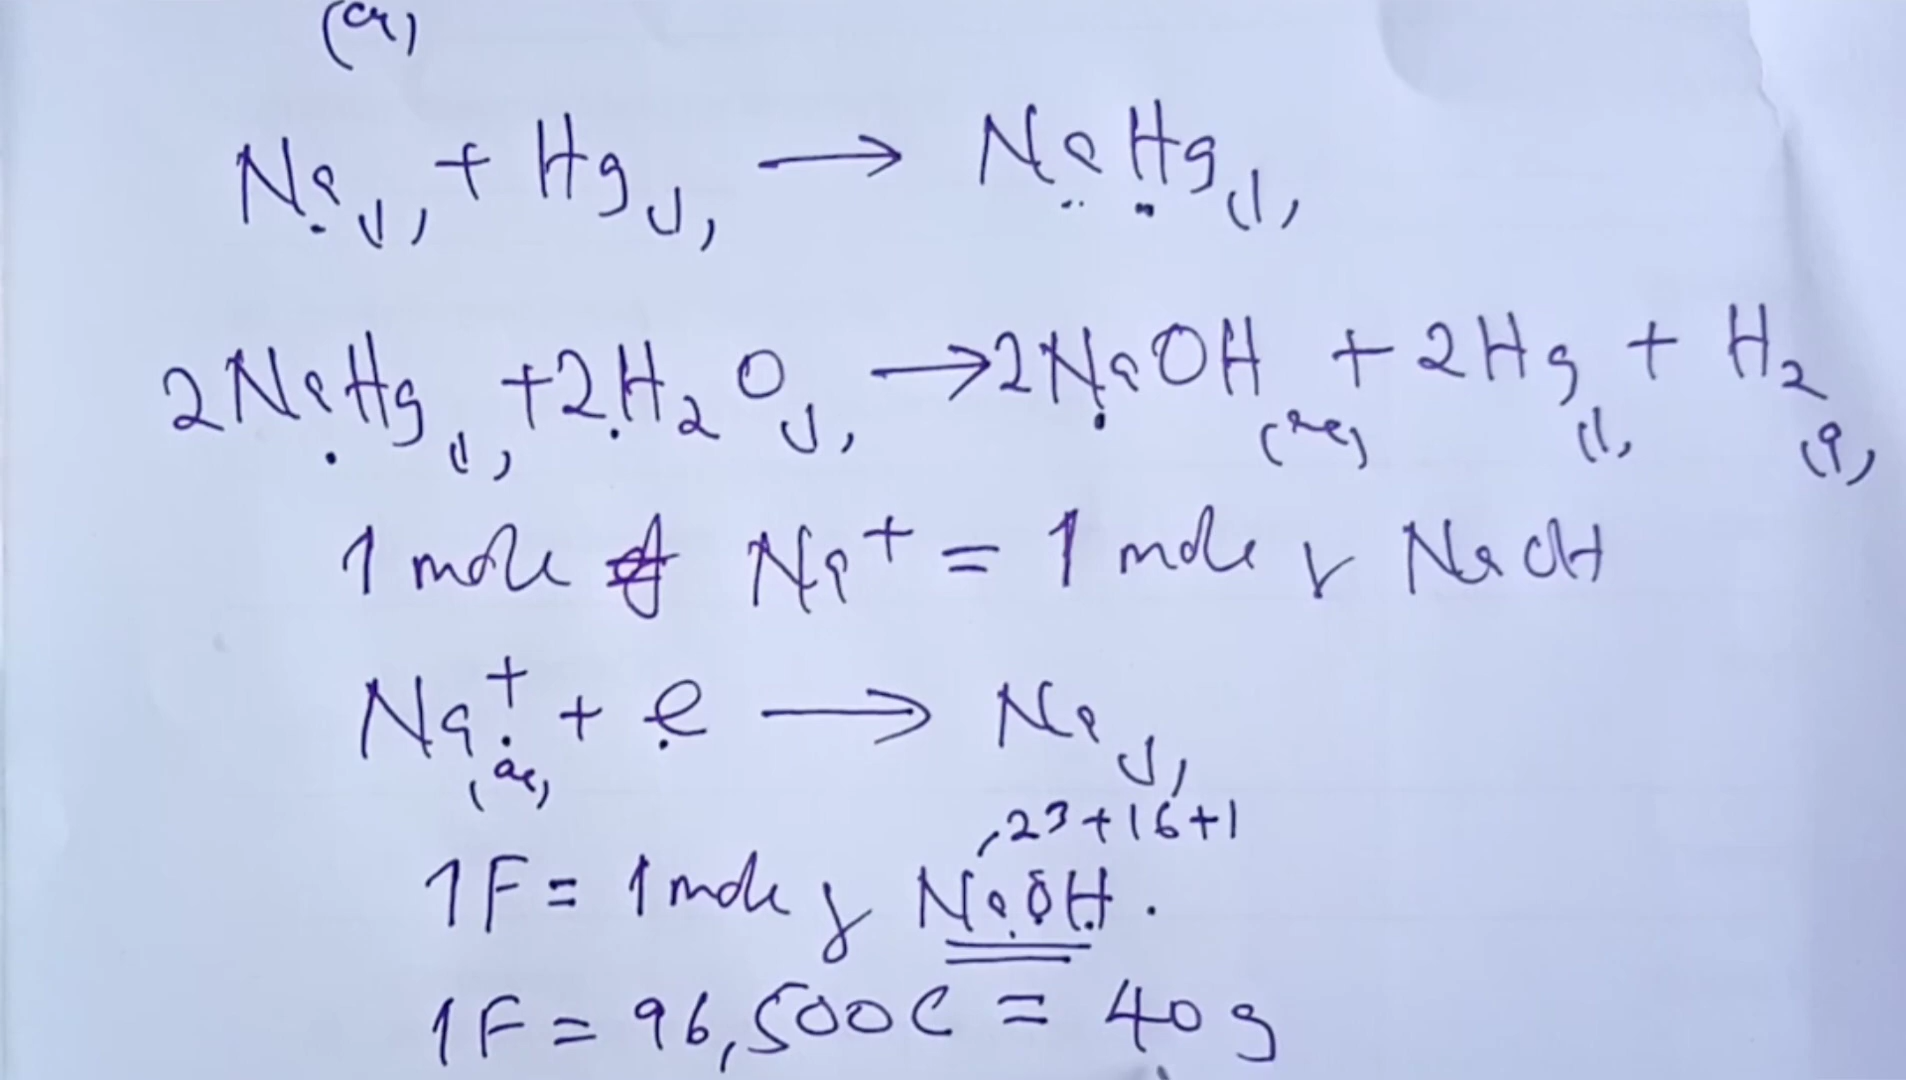 (aq)
Na(l) + Hg(l) → NaHg(l)
2NaHg(l) + 2H2O(l) → 2NaOH(aq) + 2Hg(l) + H2(g)
1 mole of Na+ = 1 mole of NaOH
Na+(aq) + e → Na(l)
23+16+1
1F = 1 mole of NaOH.
1F = 96,500C = 40g